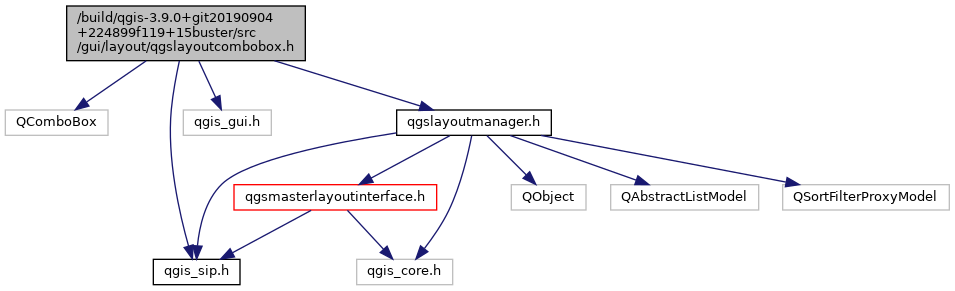 /build/qgis-3.9.0+git20190904
+224899f119+15buster/src
/gui/layout/qgslayoutcombobox.h
QComboBox
qgis_gui.h
qgslayoutmanager.h
qgsmasterlayoutinterface.h
QObject
QAbstractListModel
QSortFilterProxyModel
qgis_sip.h
qgis_core.h